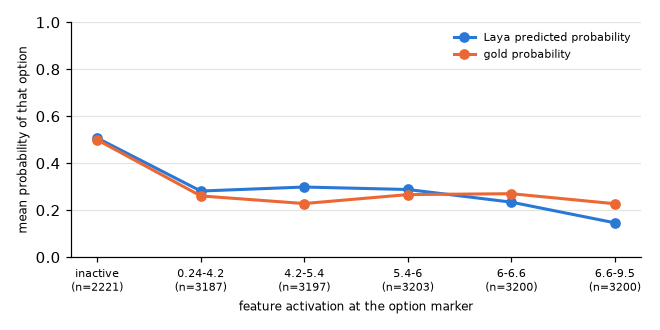 1.0
0.8
0.6
0.4
0.2
0.0
mean probability of that option
Laya predicted probability
gold probability
inactive
(n=2221)
0.24–4.2
(n=3187)
4.2–5.4
(n=3197)
5.4–6
(n=3203)
6–6.6
(n=3200)
6.6–9.5
(n=3200)
feature activation at the option marker